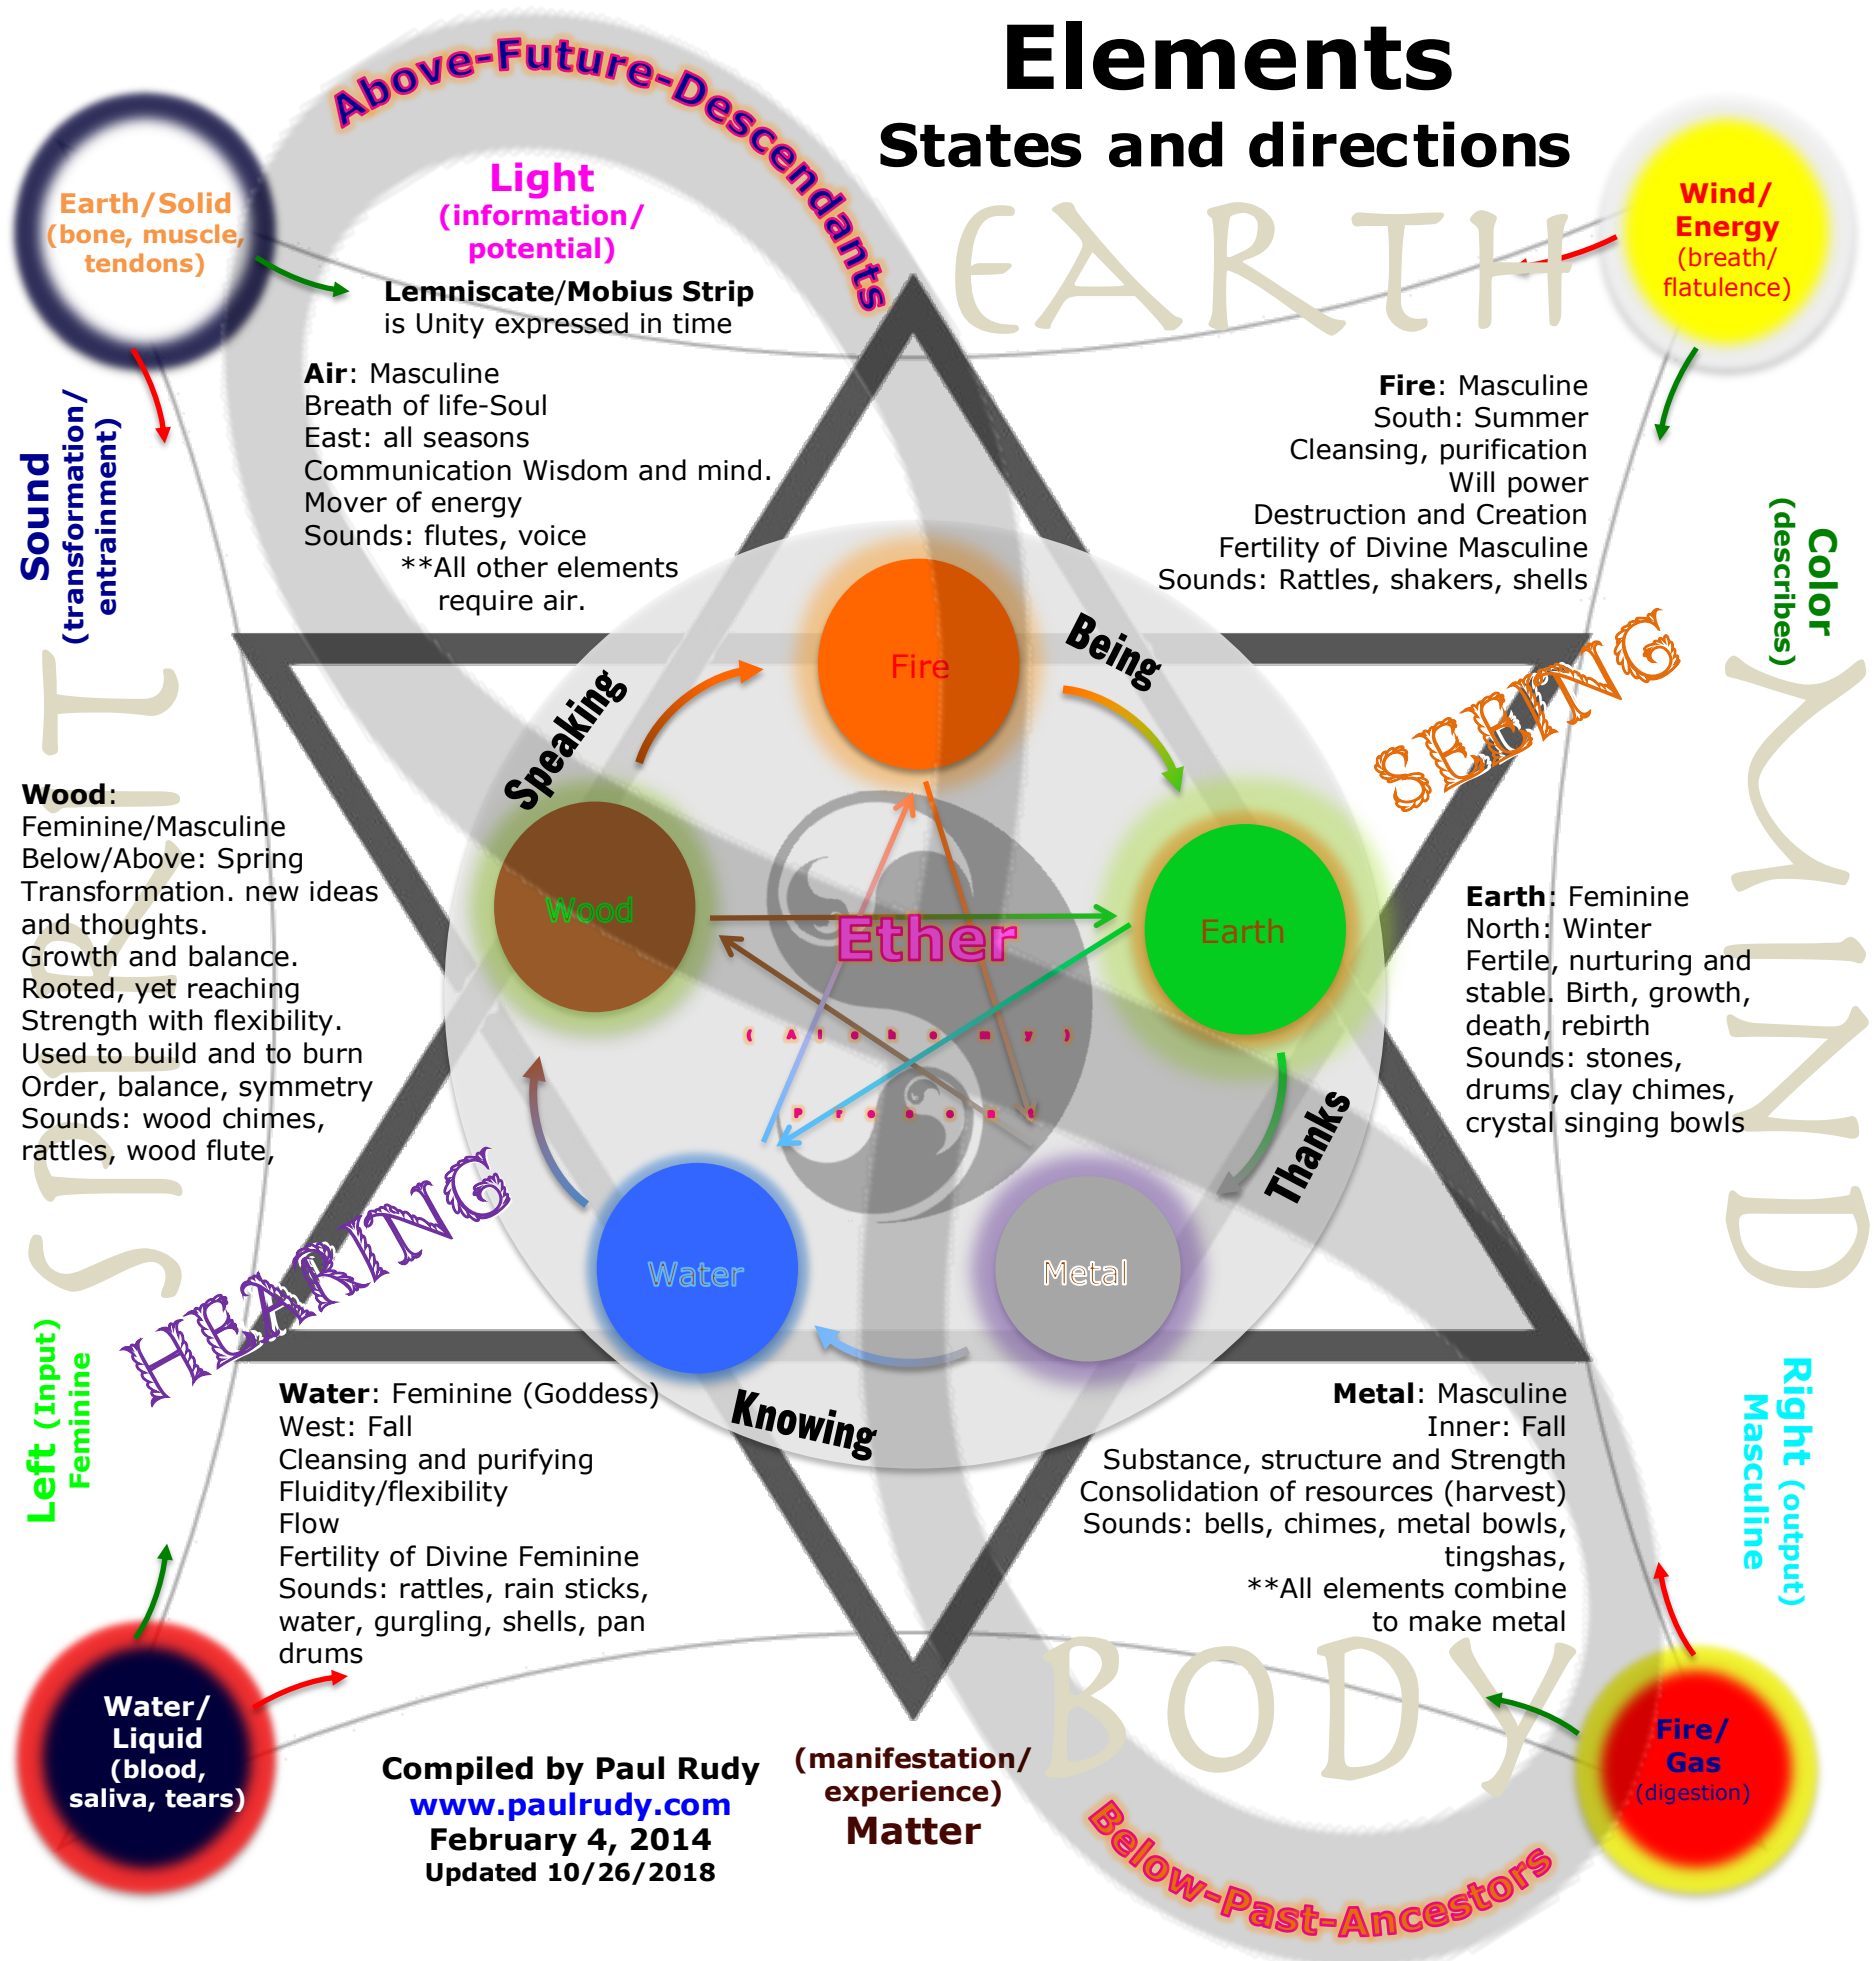 Elements
States and directions
Above-Future-Descendants
Earth/Solid
(bone, muscle,
tendons)
Light
(information/
potential)
Lemniscate/Mobius Strip
is Unity expressed in time
EARTH
Wind/
Energy
(breath/
flatulence)
Air: Masculine
Breath of life-Soul
East: all seasons
Communication Wisdom and mind.
Mover of energy
Sounds: flutes, voice
**All other elements
require air.
Fire: Masculine
South: Summer
Cleansing, purification
Will power
Destruction and Creation
Fertility of Divine Masculine
Sounds: Rattles, shakers, shells
Sound
(transformation/
entrainment)
Color
(describes)
SPIRIT
MIND
Speaking
Fire
Being
SEEING
Wood:
Feminine/Masculine
Below/Above: Spring
Transformation. new ideas
and thoughts.
Growth and balance.
Rooted, yet reaching
Strength with flexibility.
Used to build and to burn
Order, balance, symmetry
Sounds: wood chimes,
rattles, wood flute,
Wood
Ether
(Alchemy)
Present
Earth
Earth: Feminine
North: Winter
Fertile, nurturing and
stable. Birth, growth,
death, rebirth
Sounds: stones,
drums, clay chimes,
crystal singing bowls
Thanks
HEARING
Water
Metal
Knowing
Left (Input)
Feminine
Right (output)
Masculine
Water: Feminine (Goddess)
West: Fall
Cleansing and purifying
Fluidity/flexibility
Flow
Fertility of Divine Feminine
Sounds: rattles, rain sticks,
water, gurgling, shells, pan
drums
Metal: Masculine
Inner: Fall
Substance, structure and Strength
Consolidation of resources (harvest)
Sounds: bells, chimes, metal bowls,
tingshas,
**All elements combine
to make metal
BODY
Water/
Liquid
(blood,
saliva, tears)
Compiled by Paul Rudy
www.paulrudy.com
February 4, 2014
Updated 10/26/2018
(manifestation/
experience)
Matter
Fire/
Gas
(digestion)
Below-Past-Ancestors